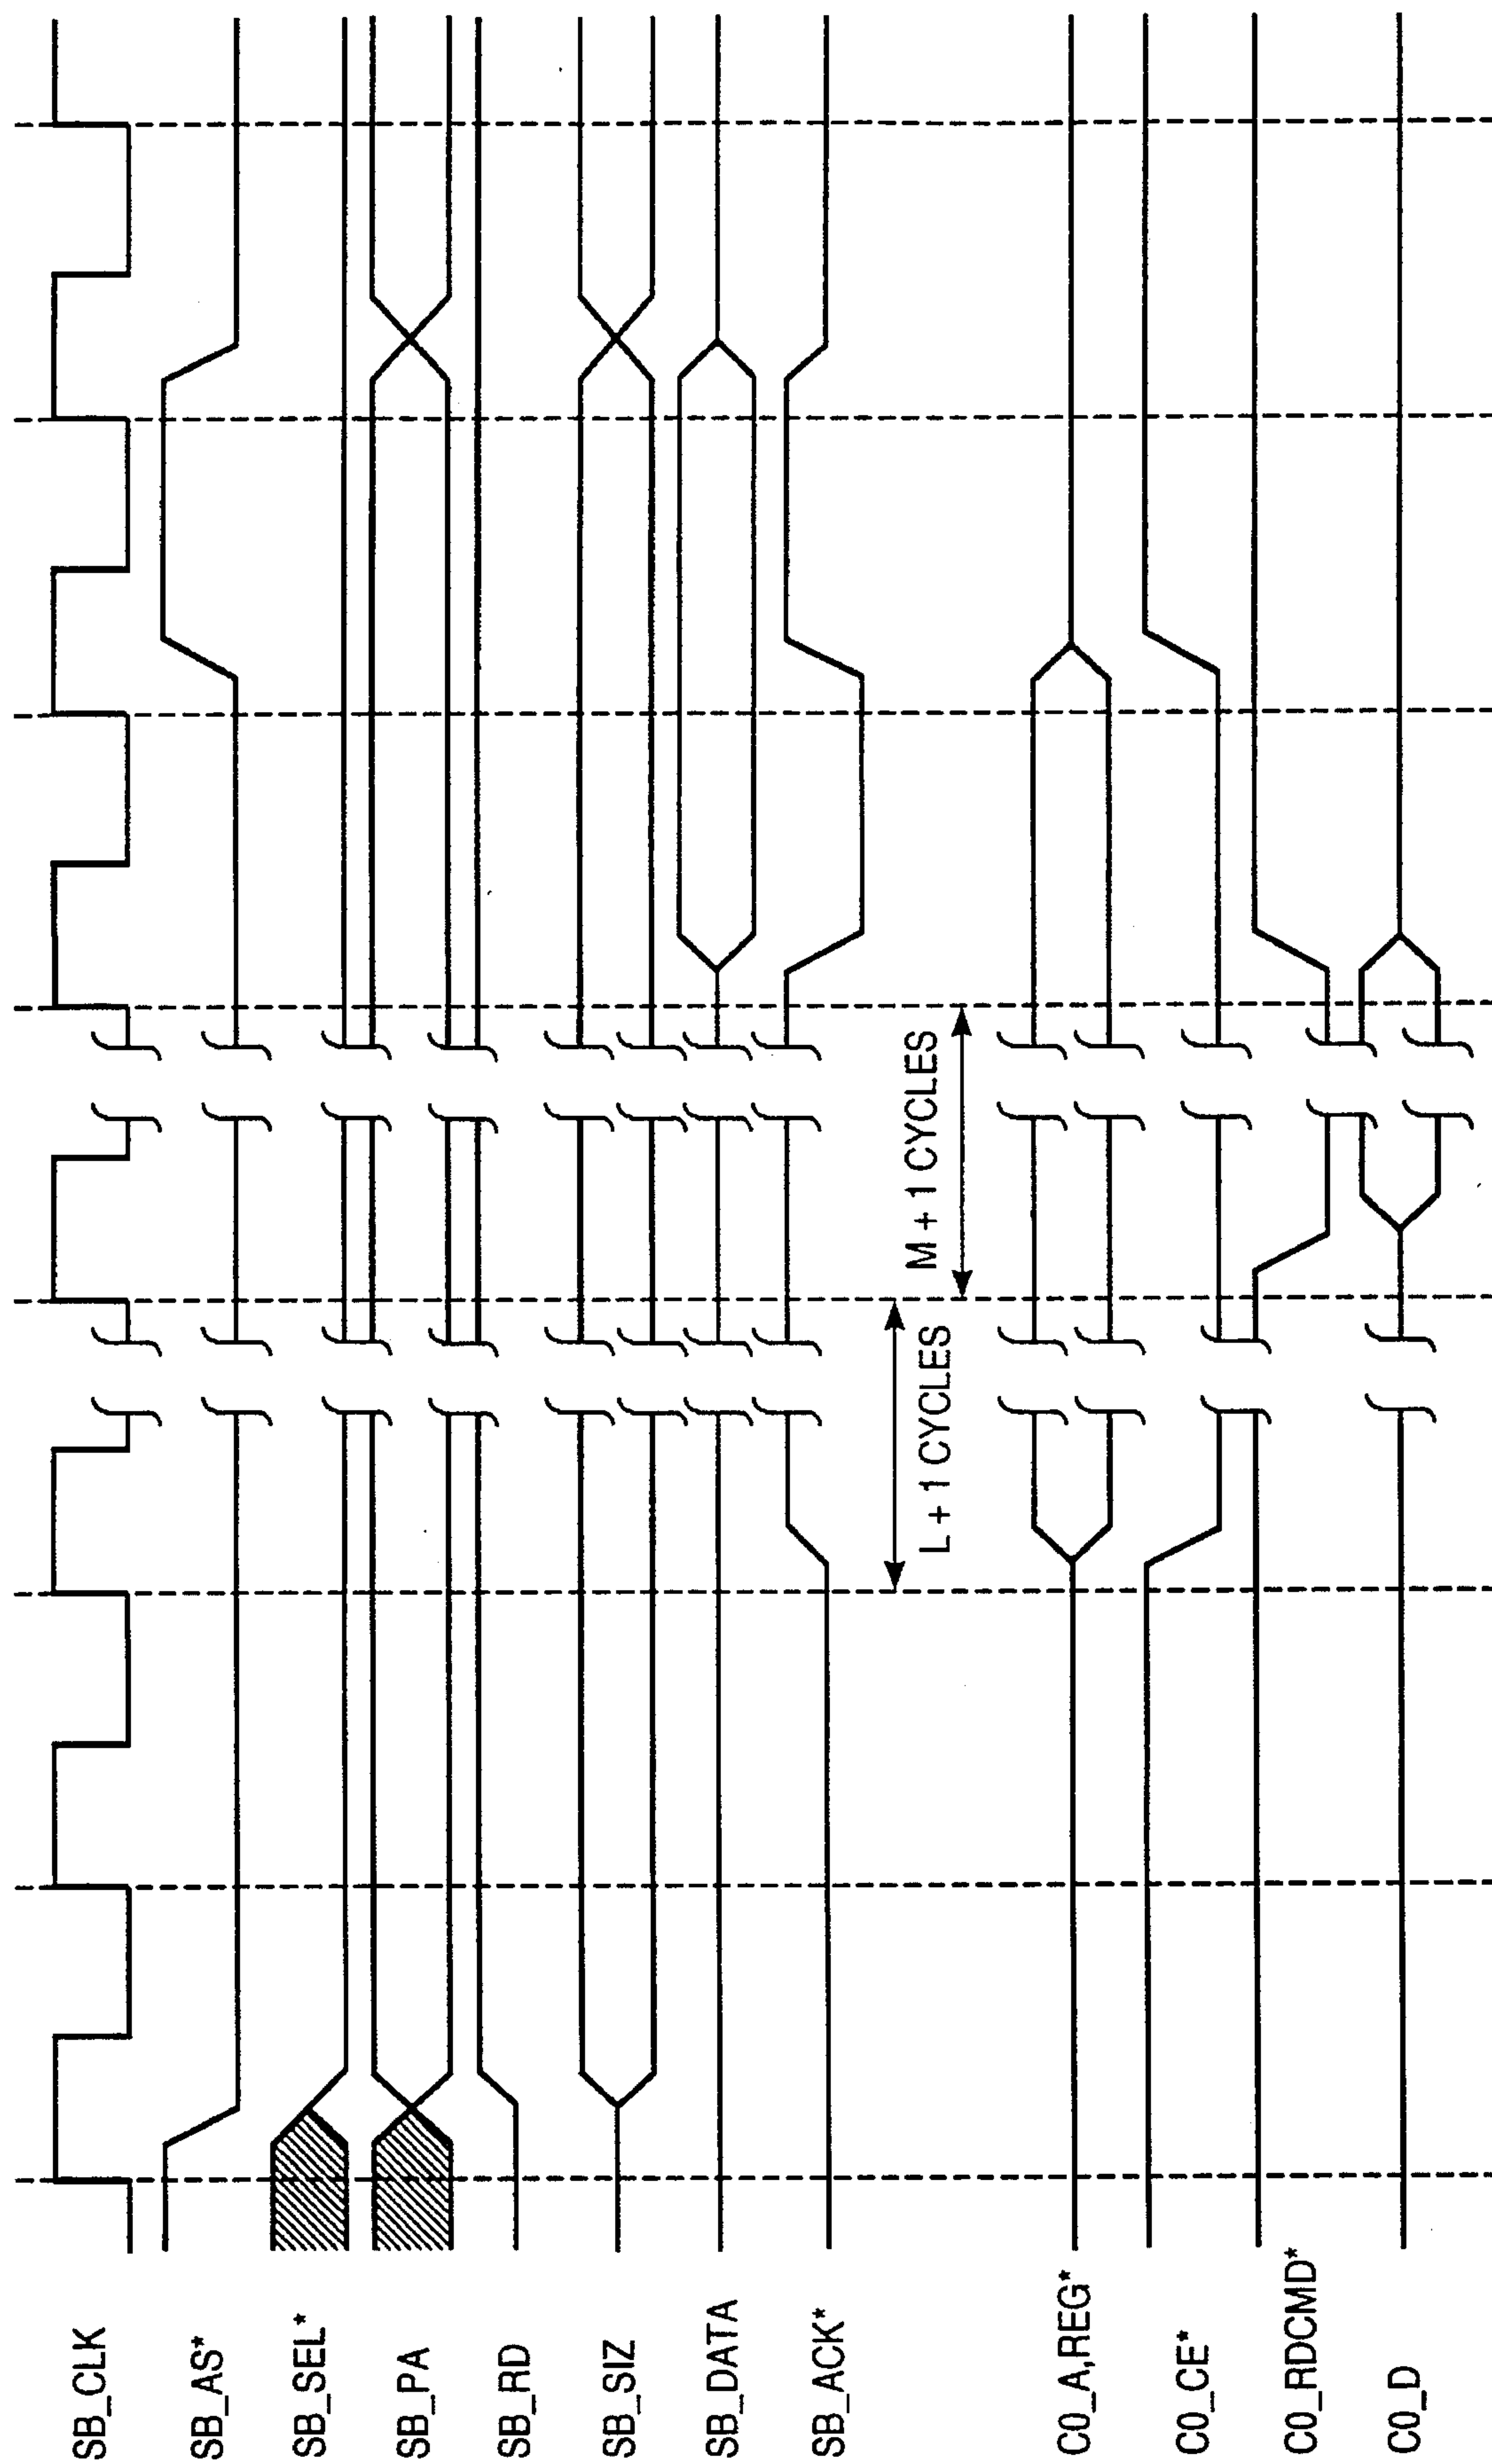 SB_CLK
SB_AS*
SB_SEL*
SB_PA
SB_RD
SB_SIZ
SB_DATA
SB_ACK*
L + 1 CYCLES
M + 1 CYCLES
C0_A,REG*
C0_CE*
C0_RDCMD*
C0_D